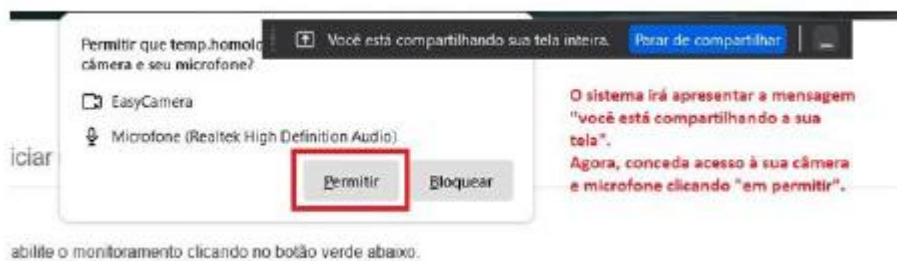 Permitir que temp.homolo
câmera e seu microfone?
Você está compartilhando sua tela inteira. Parar de compartilhar
EasyCamera
Microfone (Realtek High Definition Audio)
iciar
Permitir Bloquear
O sistema irá apresentar a mensagem
"você está compartilhando a sua
tela".
Agora, conceda acesso à sua câmera
e microfone clicando "em permitir".
abilite o monitoramento clicando no botão verde abaixo.